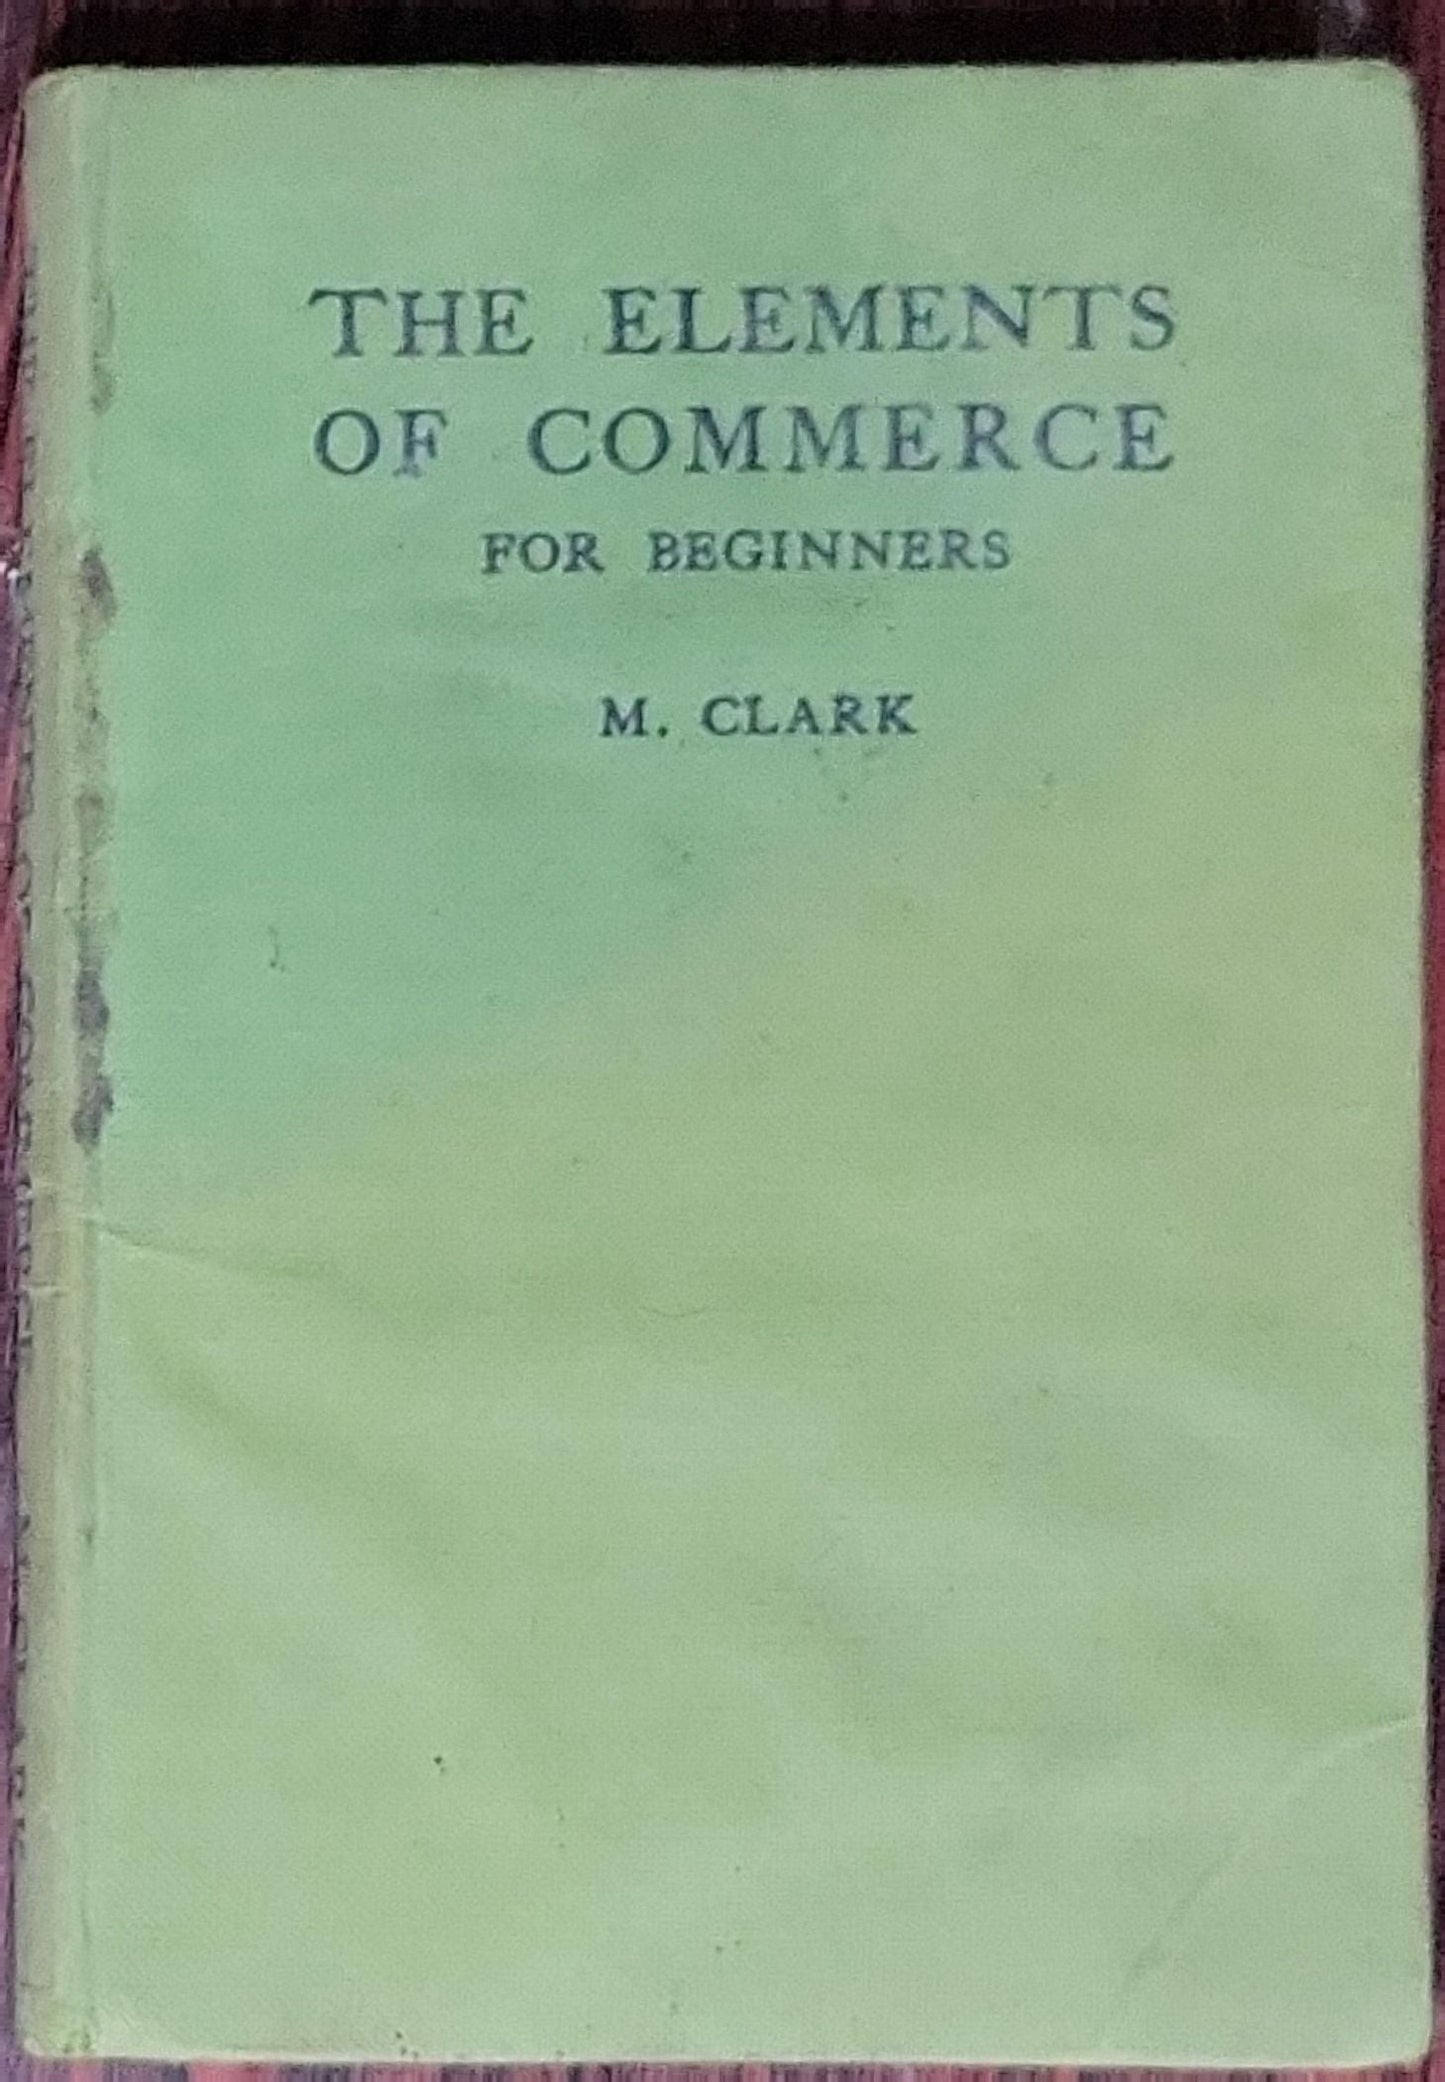 THE ELEMENTS
OF COMMERCE
FOR BEGINNERS
M. CLARK